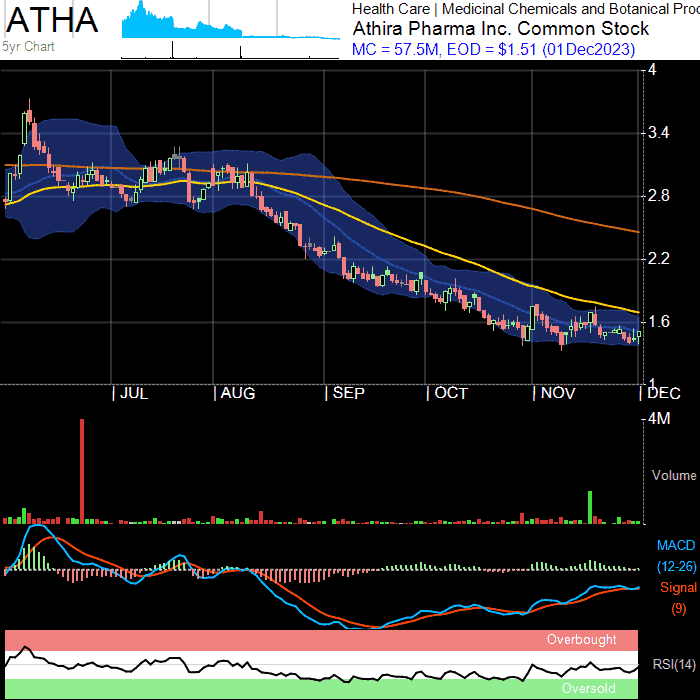 ATHA
5yr Chart
Health Care | Medicinal Chemicals and Botanical Proc
Athira Pharma Inc. Common Stock
MC = 57.5M, EOD = $1.51 (01Dec2023)
4
3.4
2.8
2.2
1.6
1
JUL AUG SEP OCT NOV DEC
4M
Volume
MACD
(12-26)
Signal
(9)
Overbought
RSI(14)
Oversold